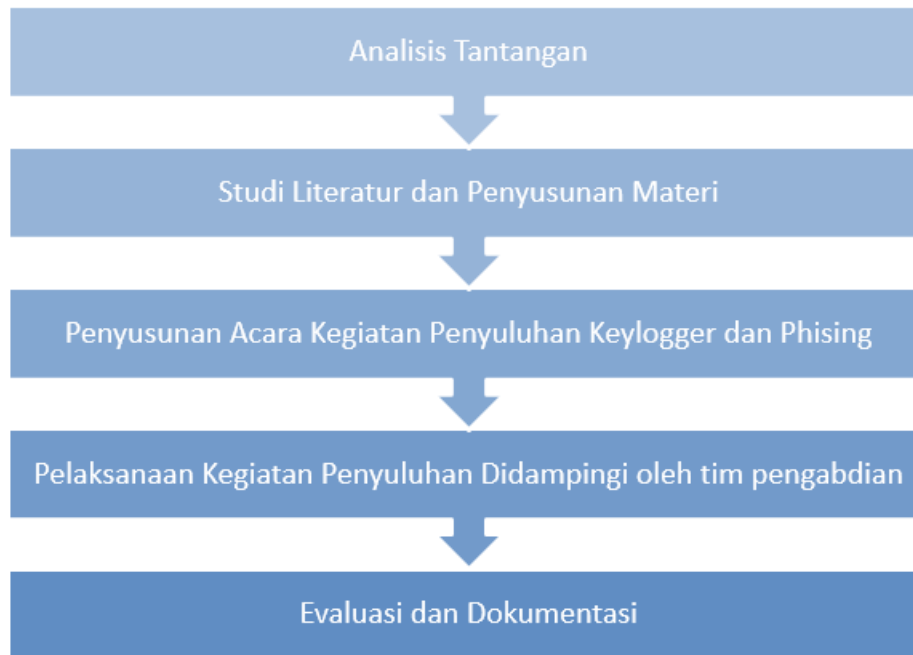 Analisis Tantangan
Studi Literatur dan Penyusunan Materi
Penyusunan Acara Kegiatan Penyuluhan Keylogger dan Phising
Pelaksanaan Kegiatan Penyuluhan Didampingi oleh tim pengabdian
Evaluasi dan Dokumentasi